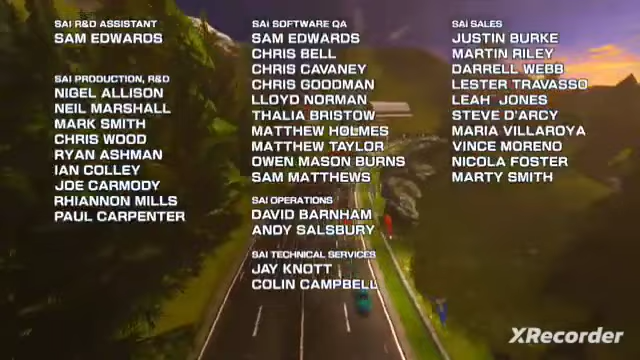 SAI R&D ASSISTANT
SAM EDWARDS
SAI PRODUCTION, R&D
NIGEL ALLISON
NEIL MARSHALL
MARK SMITH
CHRIS WOOD
RYAN ASHMAN
IAN COLLEY
JOE CARMODY
RHIANNON MILLS
PAUL CARPENTER
SAI SOFTWARE QA
SAM EDWARDS
CHRIS BELL
CHRIS CAVANEY
CHRIS GOODMAN
LLOYD NORMAN
THALIA BRISTOW
MATTHEW HOLMES
MATTHEW TAYLOR
OWEN MASON BURNS
SAM MATTHEWS
SAI OPERATIONS
DAVID BARNHAM
ANDY SALSBURY
SAI TECHNICAL SERVICES
JAY KNOTT
COLIN CAMPBELL
SAI SALES
JUSTIN BURKE
MARTIN RILEY
DARRELL WEBB
LESTER TRAVASSO
LEAH JONES
STEVE D'ARCY
MARIA VILLAROYA
VINCE MORENO
NICOLA FOSTER
MARTY SMITH
XRecorder